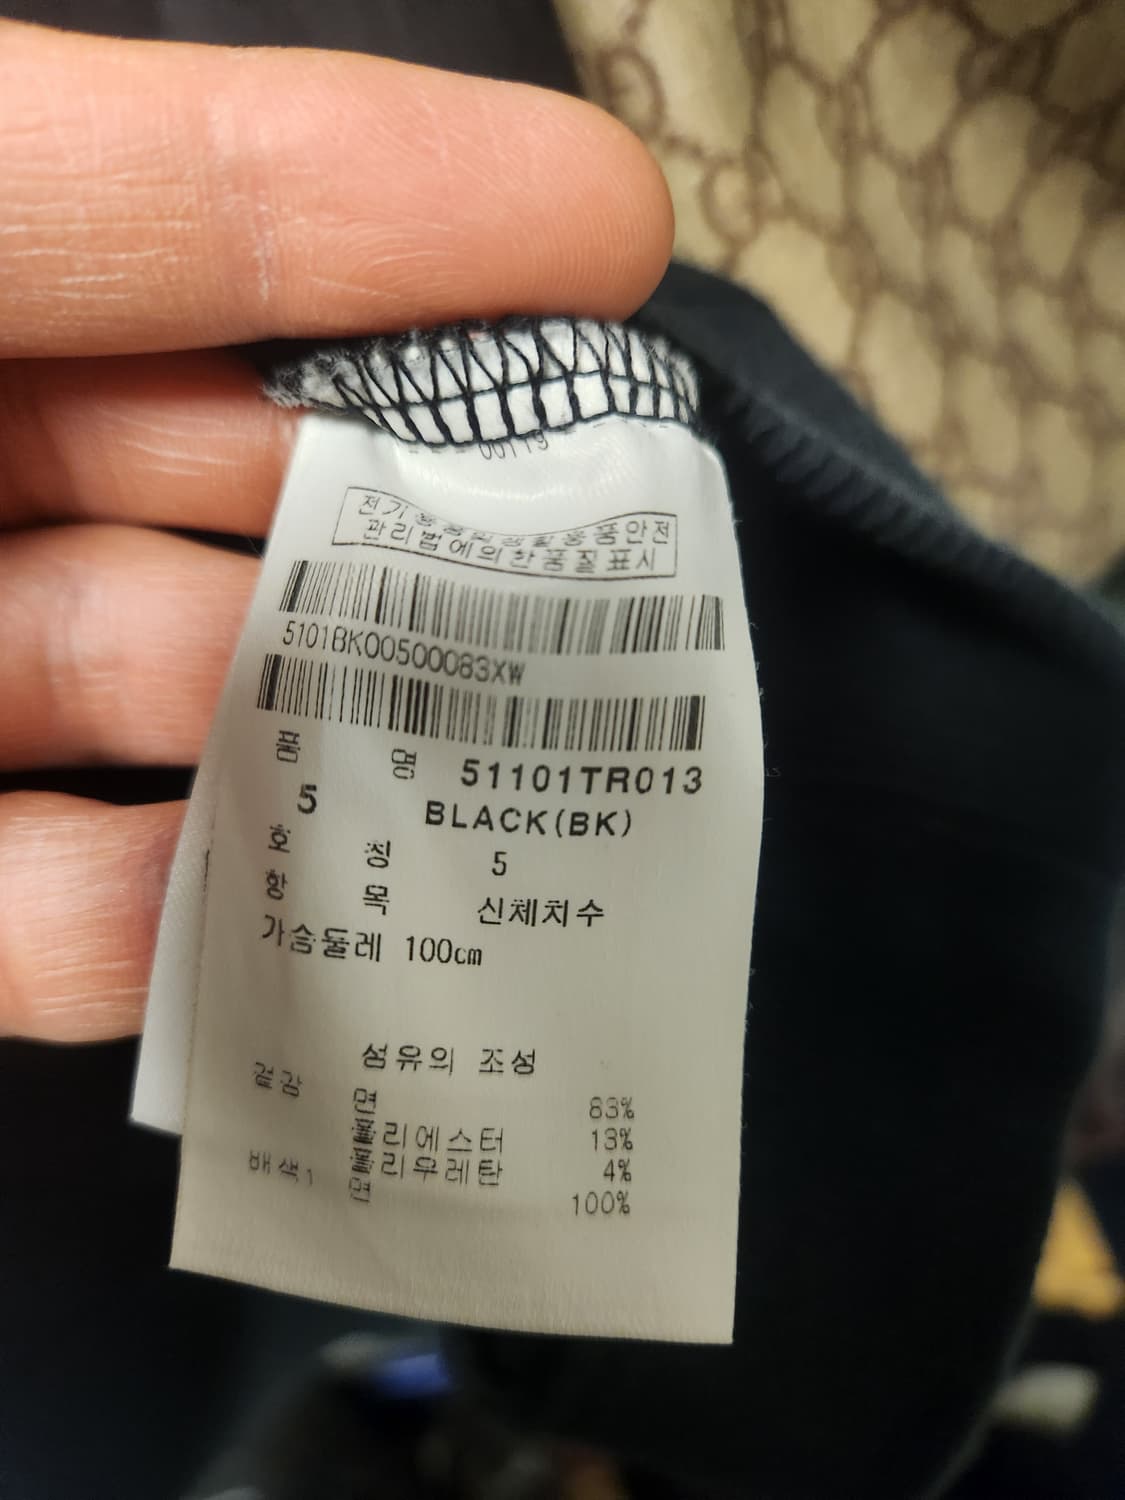 00119
전기용품및생활용품안전
관리법에의한품질표시
5101BK00500083XW
품 명 51101TR013
5 BLACK(BK)
호 칭 5
항 목 신체치수
가슴둘레 100cm
섬유의 조성
겉감 면 83%
폴리에스터 13%
폴리우레탄 4%
배색1 면 100%